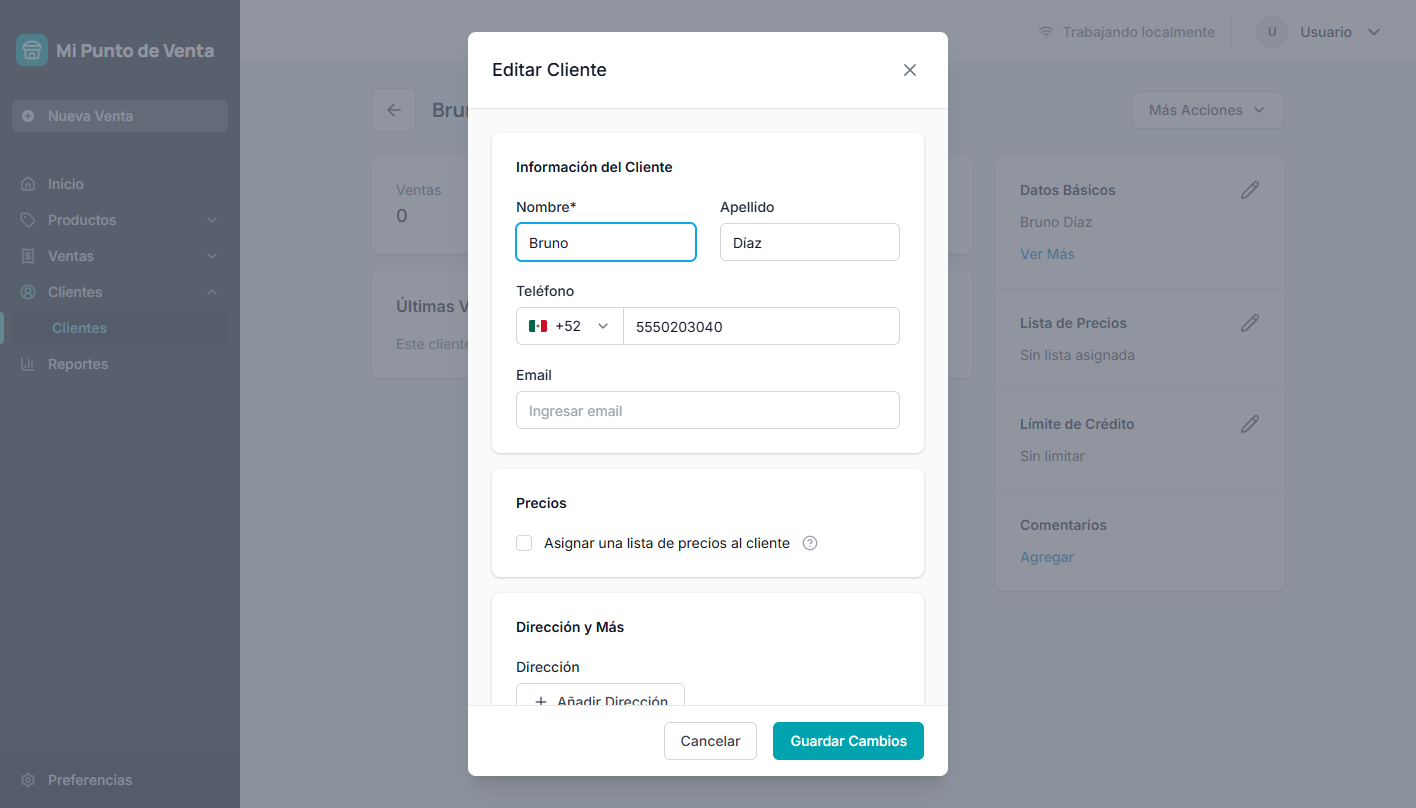 Mi Punto de Venta
Nueva Venta
Inicio
Productos
Ventas
Clientes
Clientes
Reportes
Preferencias
Trabajando localmente
U
Usuario
Más Acciones
Ventas
0
Este cliente
Datos Básicos
Bruno Díaz
Ver Más
Lista de Precios
Sin lista asignada
Límite de Crédito
Sin limitar
Comentarios
Agregar
Editar Cliente
Información del Cliente
Nombre* Apellido
Bruno Díaz
Teléfono
+52 5550203040
Email
Ingresar email
Precios
Asignar una lista de precios al cliente ?
Dirección y Más
Dirección
+ Añadir Dirección
Cancelar Guardar Cambios